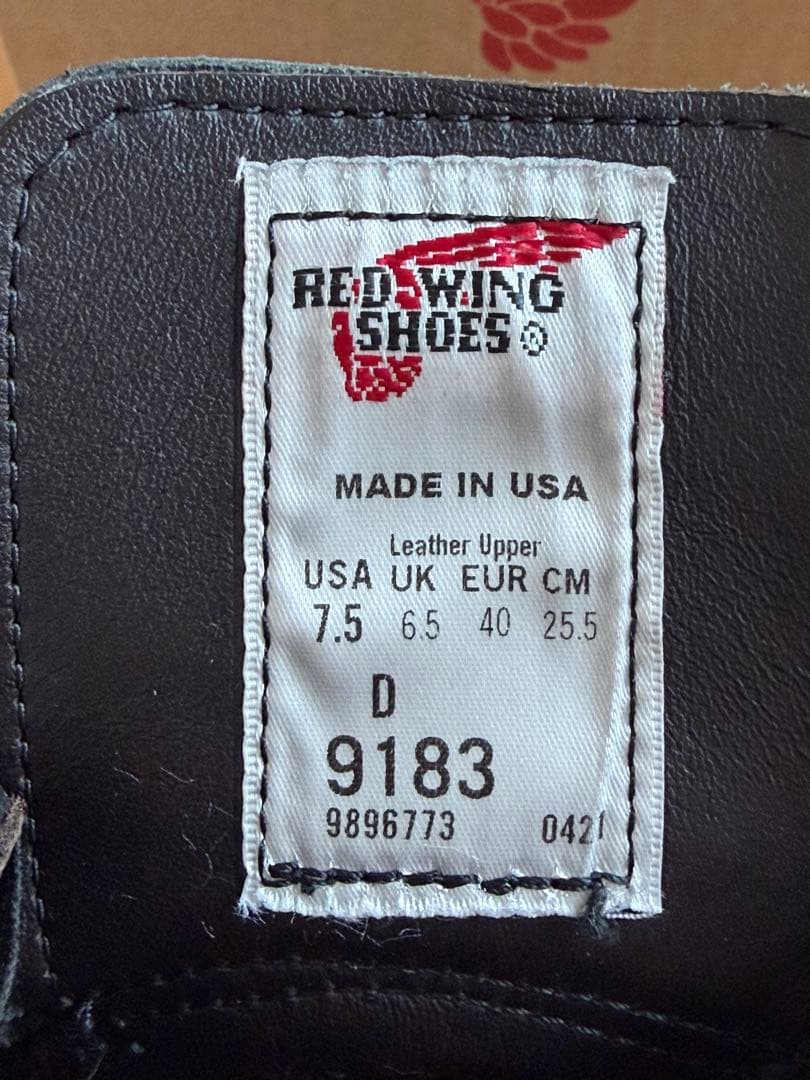 RED WING
SHOES®
MADE IN USA
Leather Upper
USA UK EUR CM
7.5 6.5 40 25.5
D
9183
9896773 0421